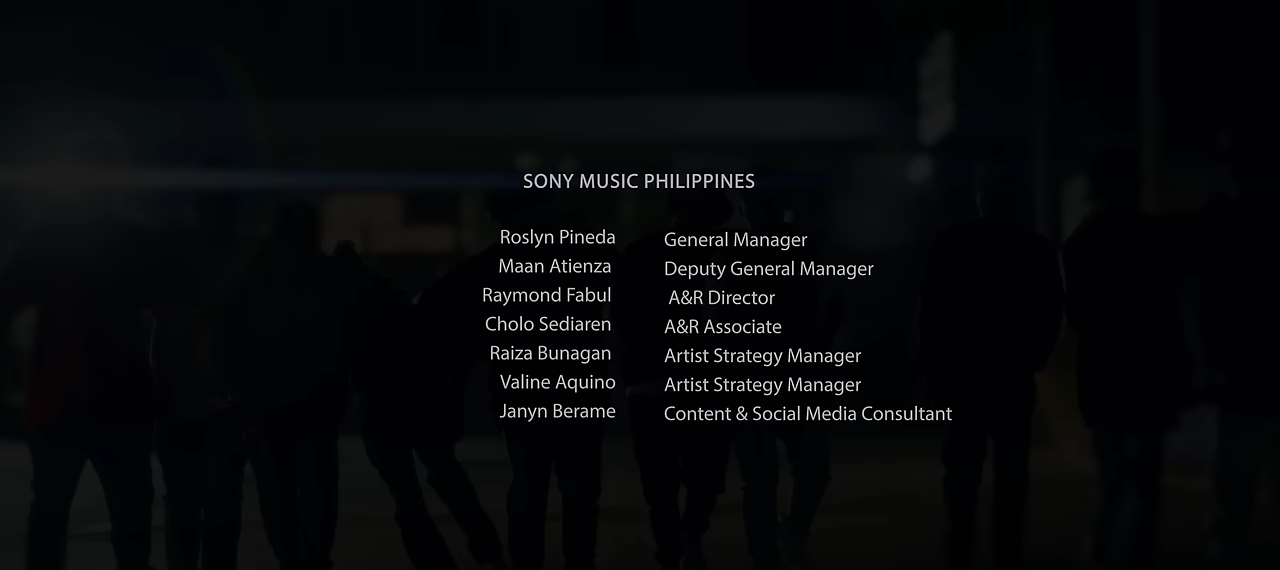 SONY MUSIC PHILIPPINES
Roslyn Pineda General Manager
Maan Atienza Deputy General Manager
Raymond Fabul A&R Director
Cholo Sediaren A&R Associate
Raiza Bunagan Artist Strategy Manager
Valine Aquino Artist Strategy Manager
Janyn Berame Content & Social Media Consultant